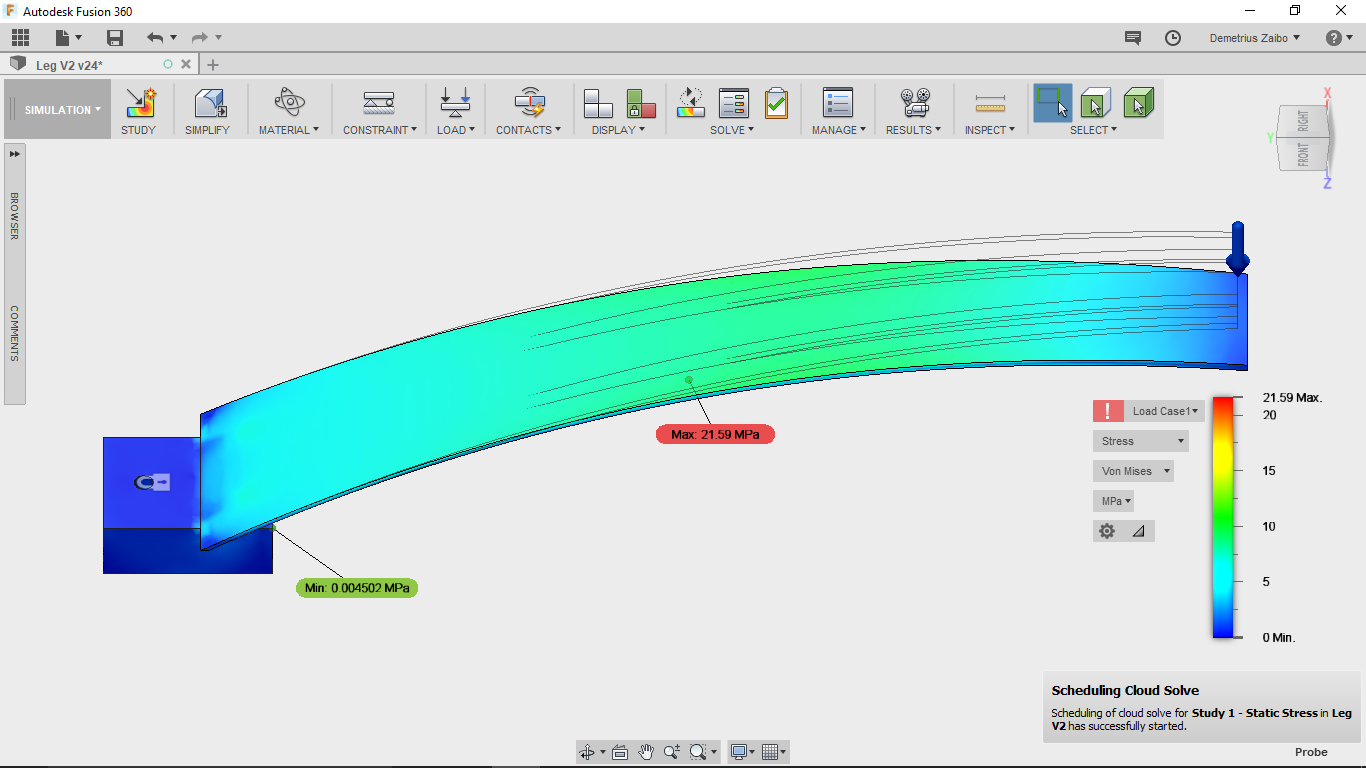 Autodesk Fusion 360
Demetrius Zaibo
Leg V2 v24*
SIMULATION
STUDY
SIMPLIFY
MATERIAL
CONSTRAINT
LOAD
CONTACTS
DISPLAY
SOLVE
MANAGE
RESULTS
INSPECT
SELECT
X
Y
RIGHT
FRONT
Z
BROWSER
COMMENTS
Max: 21.59 MPa
Min: 0.004502 MPa
Load Case1
Stress
Von Mises
MPa
21.59 Max.
20
15
10
5
0 Min.
Scheduling Cloud Solve
Scheduling of cloud solve for Study 1 - Static Stress in Leg
V2 has successfully started.
Probe